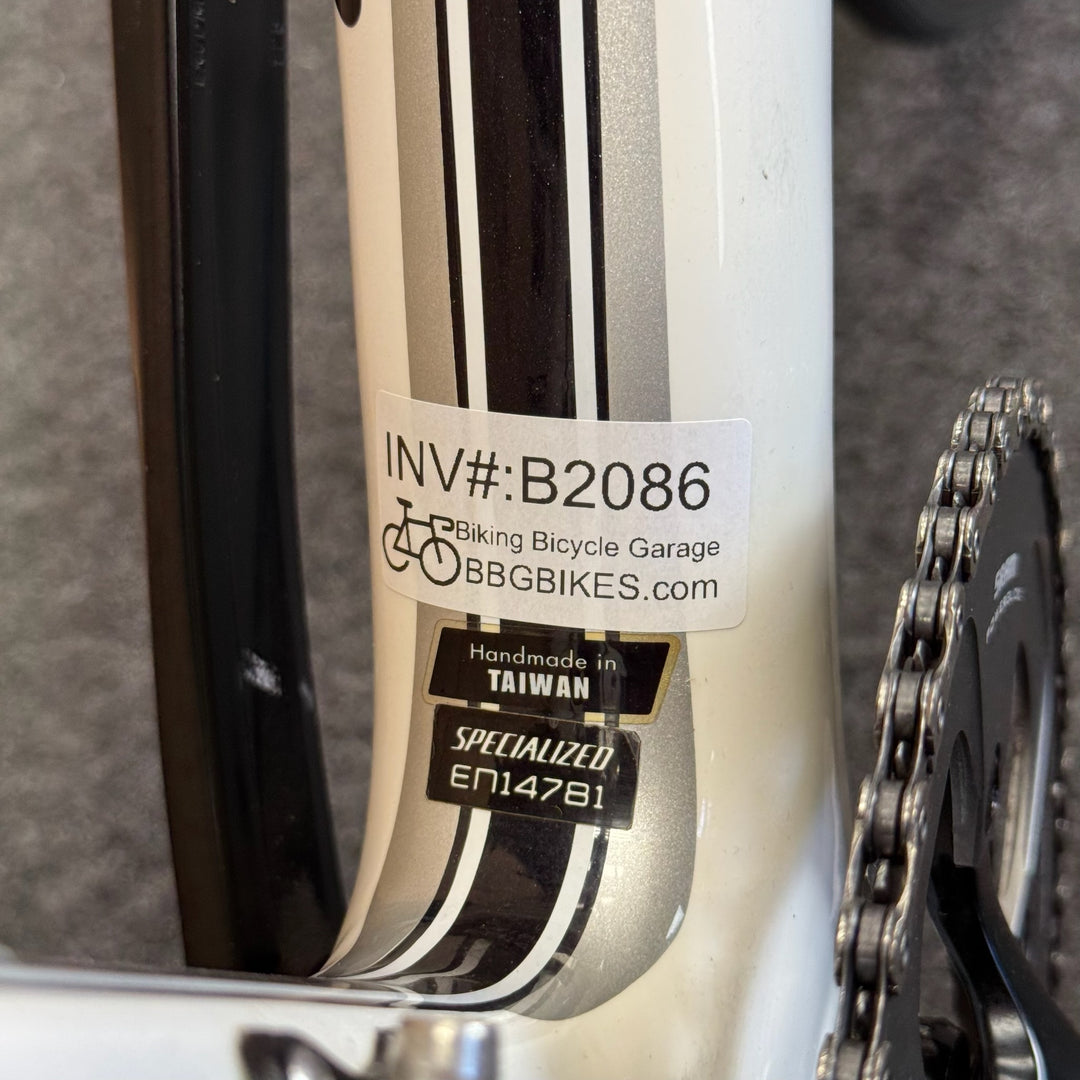 INV#:B2086
Biking Bicycle Garage
BBGBIKES.com
Handmade in
TAIWAN
SPECIALIZED
EN14781